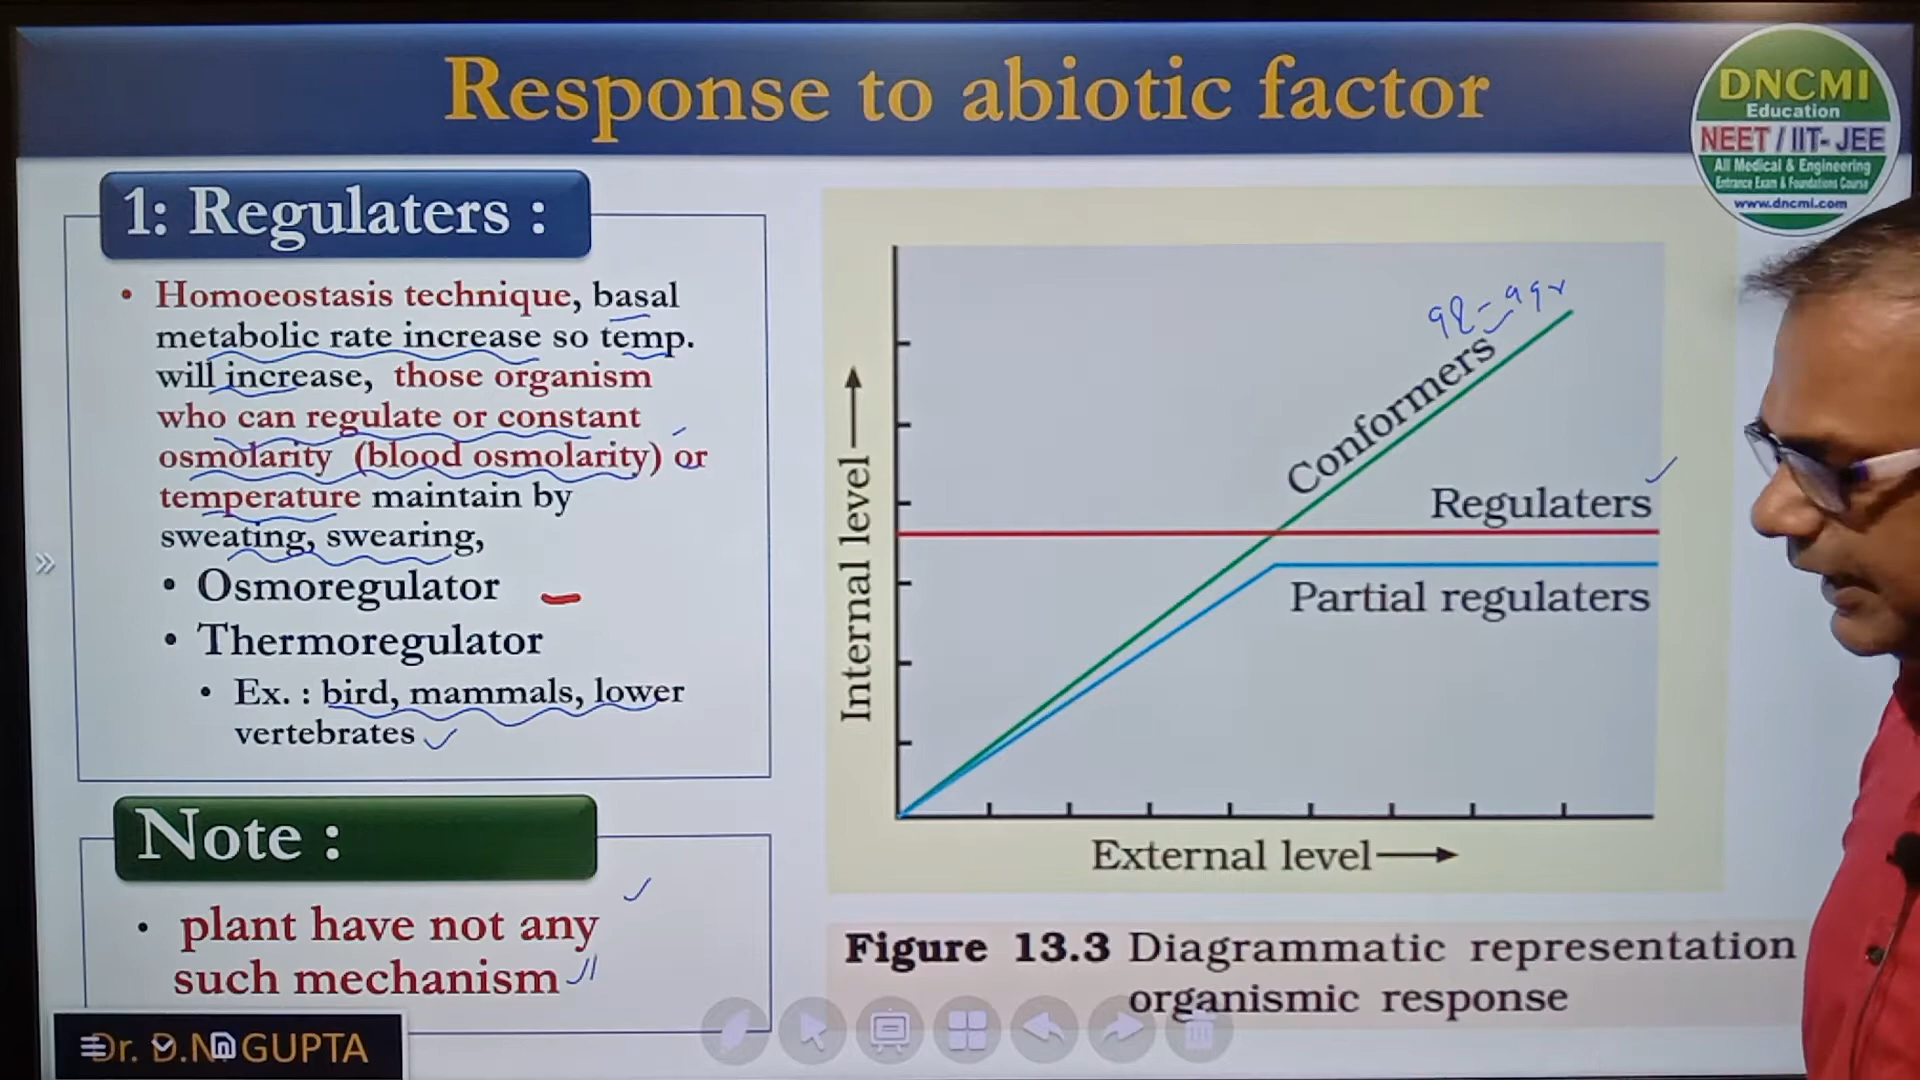 Response to abiotic factor
DNCMI
Education
NEET / IIT-JEE
All Medical & Engineering
Entrance Exam & Foundations Course
www.dncmi.com
1: Regulaters :
• Homoeostasis technique, basal
metabolic rate increase so temp.
will increase, those organism
who can regulate or constant
osmolarity (blood osmolarity) or
temperature maintain by
sweating, swearing,
• Osmoregulator
• Thermoregulator
• Ex. : bird, mammals, lower
vertebrates
Note :
• plant have not any
such mechanism
Internal level
Conformers
Regulaters
Partial regulaters
External level
Figure 13.3 Diagrammatic representation
organismic response
Dr. D.N. GUPTA